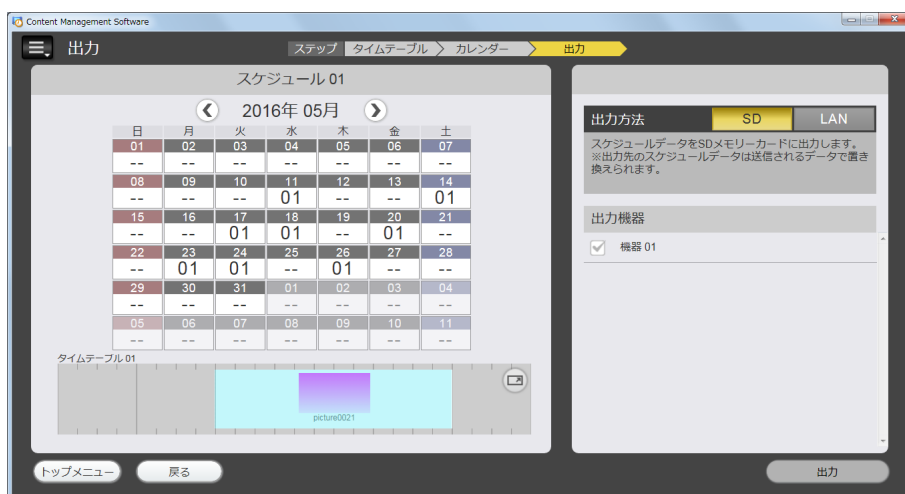 Content Management Software
出力
ステップ タイムテーブル カレンダー 出力
スケジュール 01
2016年 05月
日 月 火 水 木 金 土
01 02 03 04 05 06 07
-- -- -- -- -- -- --
08 09 10 11 12 13 14
-- -- -- 01 -- -- 01
15 16 17 18 19 20 21
-- -- 01 01 -- 01 --
22 23 24 25 26 27 28
-- 01 01 -- 01 -- --
29 30 31 01 02 03 04
-- -- -- -- -- -- --
05 06 07 08 09 10 11
-- -- -- -- -- -- --
タイムテーブル 01
picture0021
出力方法 SD LAN
スケジュールデータをSDメモリーカードに出力します。
※出力先のスケジュールデータは送信されるデータで置き
換えられます。
出力機器
機器 01
トップメニュー 戻る 出力